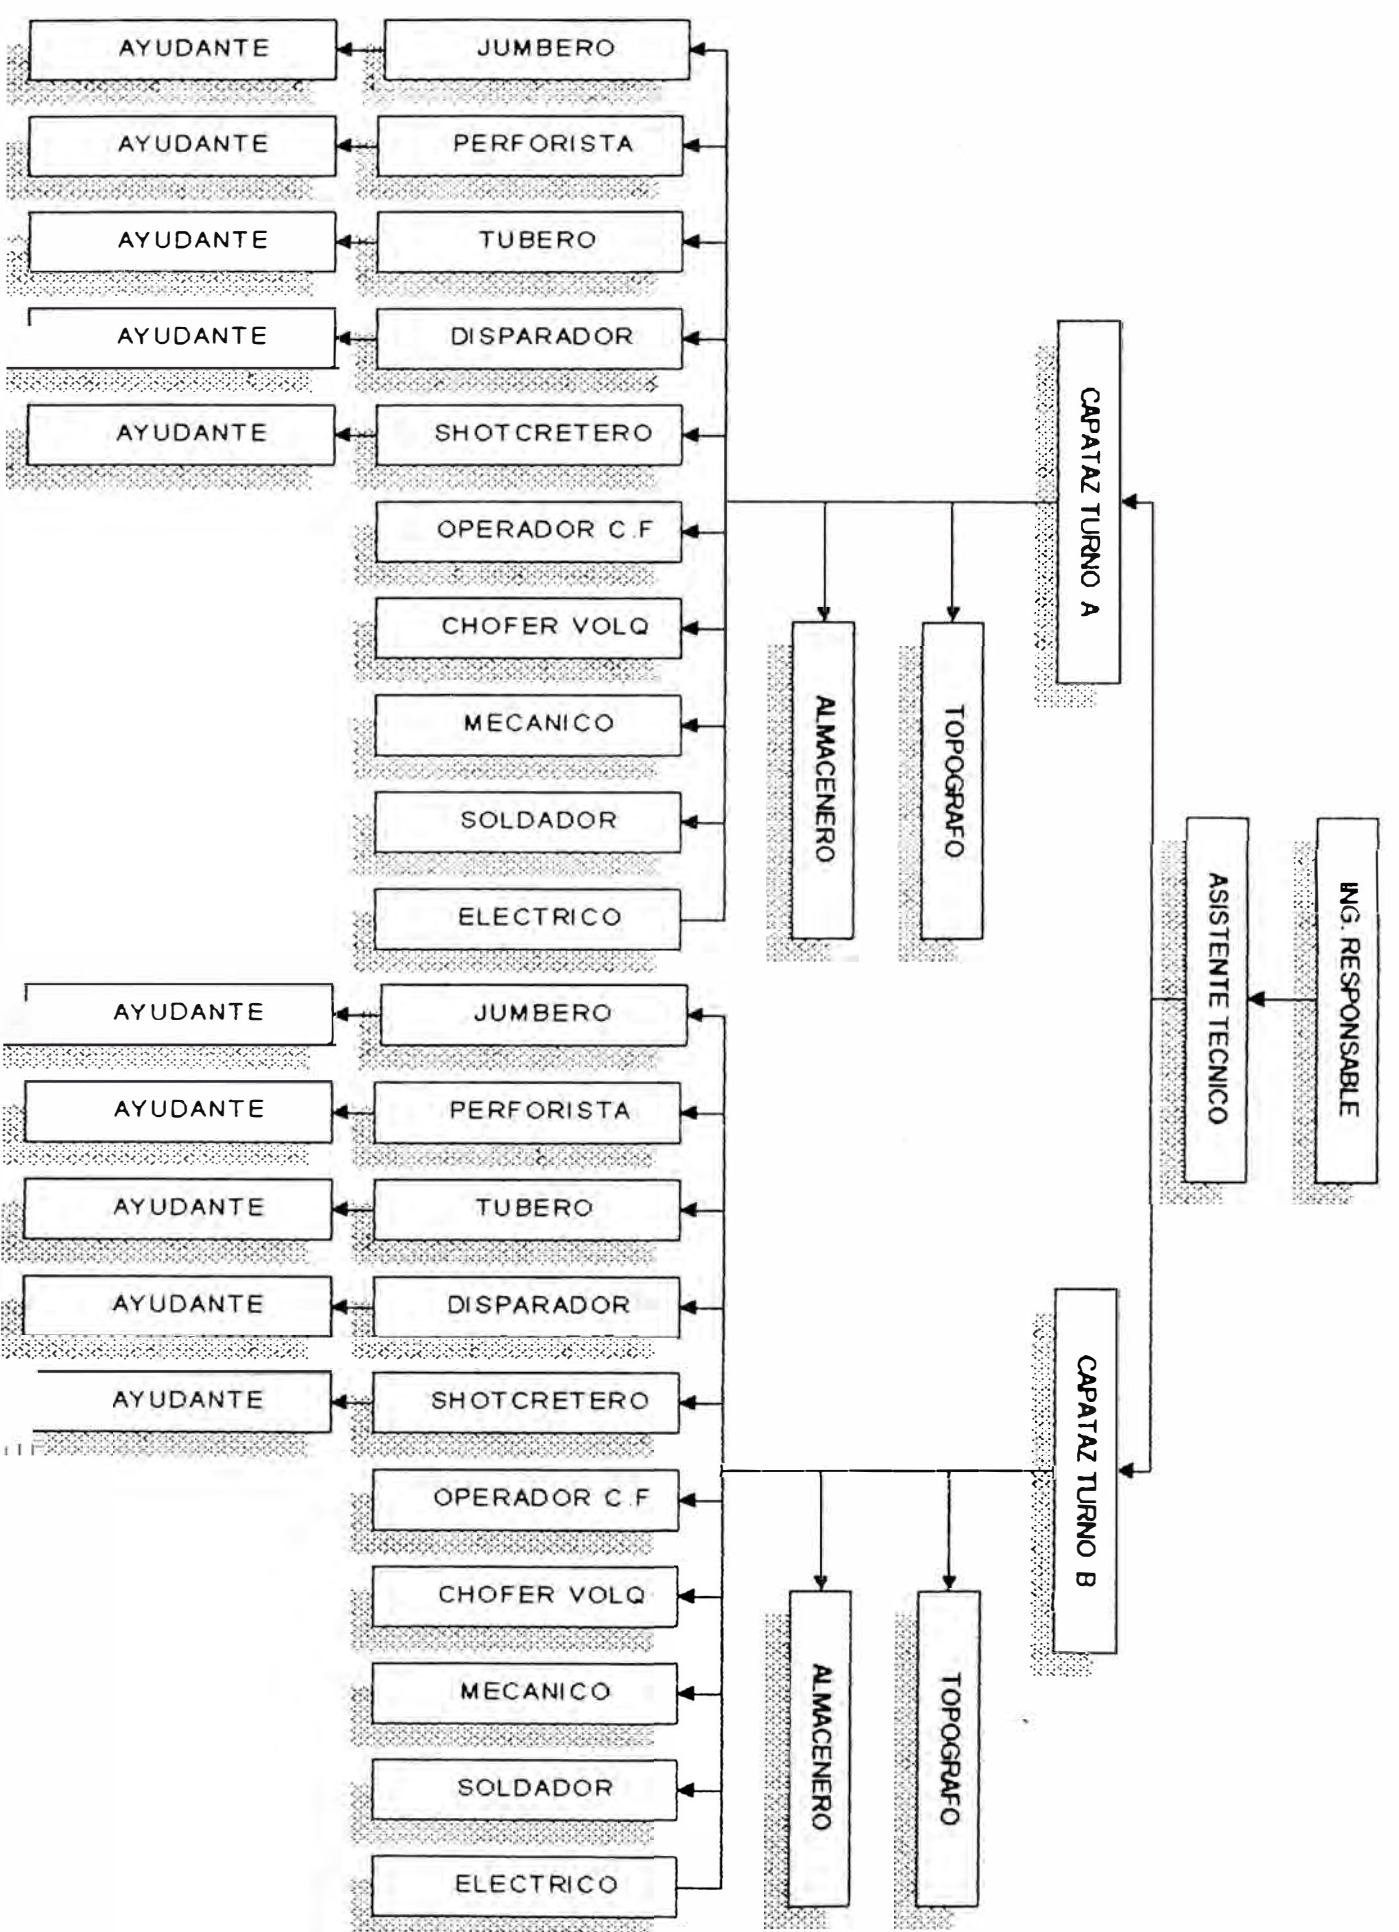 ING. RESPONSABLE
ASISTENTE TECNICO
CAPATAZ TURNO A
TOPOGRAFO
ALMACENERO
JUMBERO
AYUDANTE
PERFORISTA
AYUDANTE
TUBERO
AYUDANTE
DISPARADOR
AYUDANTE
SHOTCRETERO
AYUDANTE
OPERADOR C.F
CHOFER VOLQ
MECANICO
SOLDADOR
ELECTRICO
CAPATAZ TURNO B
TOPOGRAFO
ALMACENERO
JUMBERO
AYUDANTE
PERFORISTA
AYUDANTE
TUBERO
AYUDANTE
DISPARADOR
AYUDANTE
SHOTCRETERO
AYUDANTE
OPERADOR C.F
CHOFER VOLQ
MECANICO
SOLDADOR
ELECTRICO